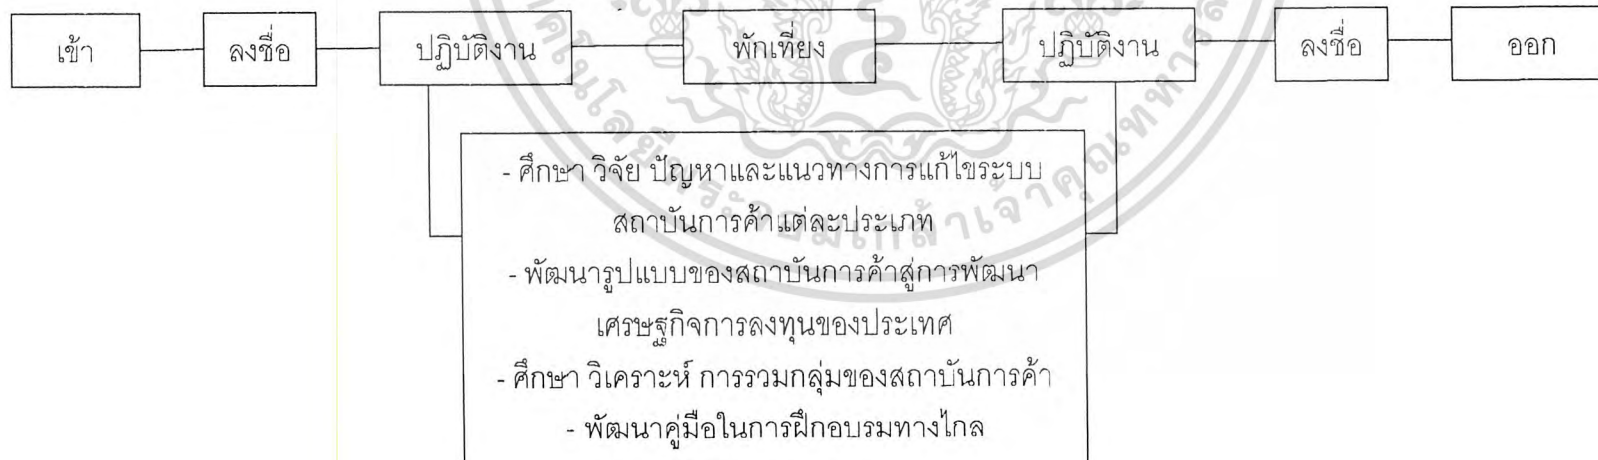 เข้า ลงชื่อ ปฏิบัติงาน พักเที่ยง ปฏิบัติงาน ลงชื่อ ออก
- ศึกษา วิจัย ปัญหาและแนวทางการแก้ไขระบบ
สถาบันการค้าแต่ละประเภท
- พัฒนารูปแบบของสถาบันการค้าสู่การพัฒนา
เศรษฐกิจการลงทุนของประเทศ
- ศึกษา วิเคราะห์ การรวมกลุ่มของสถาบันการค้า
- พัฒนาคู่มือในการฝึกอบรมทางไกล